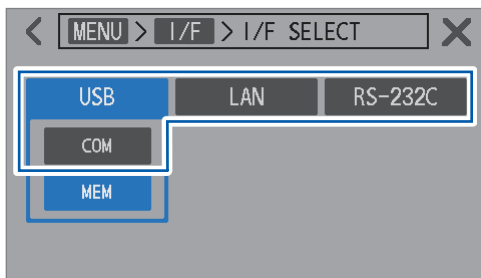 MENU > I/F > I/F SELECT
USB LAN RS-232C
COM
MEM